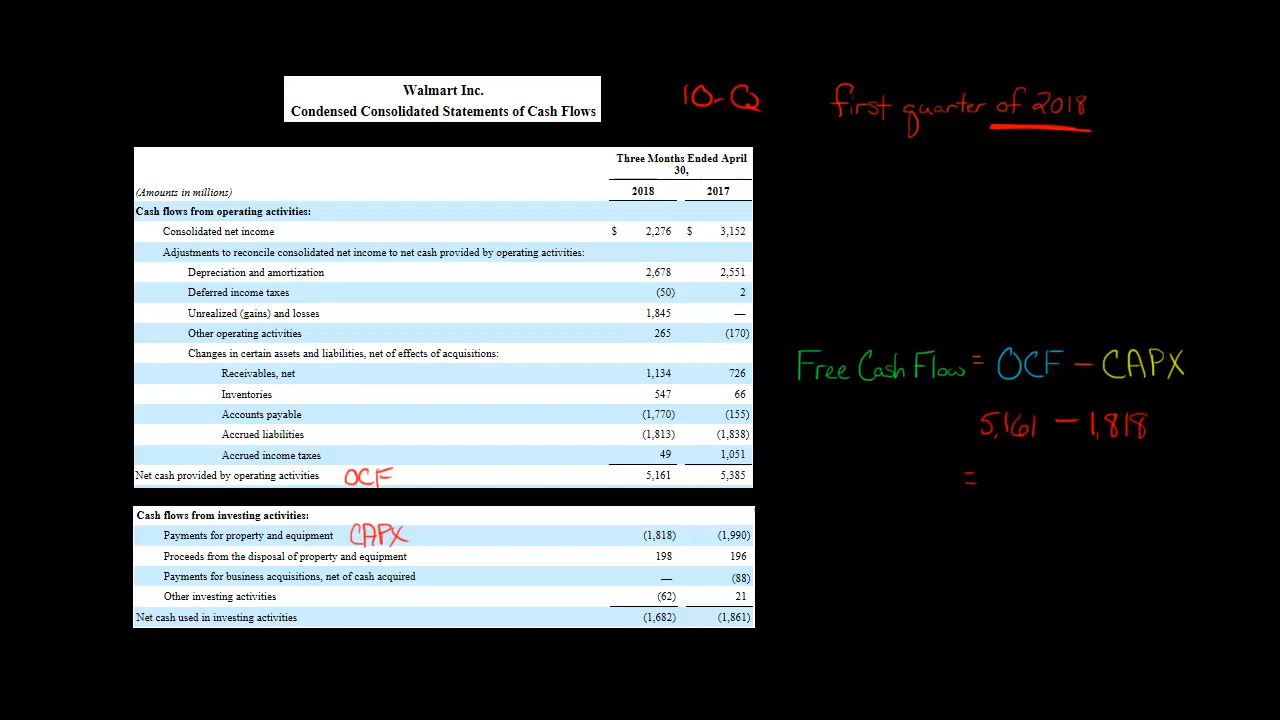 Walmart Inc.
Condensed Consolidated Statements of Cash Flows
10-Q first quarter of 2018
Three Months Ended April
30,
(Amounts in millions) 2018 2017
Cash flows from operating activities:
Consolidated net income $ 2,276 $ 3,152
Adjustments to reconcile consolidated net income to net cash provided by operating activities:
Depreciation and amortization 2,678 2,551
Deferred income taxes (50) 2
Unrealized (gains) and losses 1,845 —
Other operating activities 265 (170)
Changes in certain assets and liabilities, net of effects of acquisitions:
Receivables, net 1,134 726
Inventories 547 66
Accounts payable (1,770) (155)
Accrued liabilities (1,813) (1,838)
Accrued income taxes 49 1,051
Net cash provided by operating activities OCF 5,161 5,385
Cash flows from investing activities:
Payments for property and equipment CAPX (1,818) (1,990)
Proceeds from the disposal of property and equipment 198 196
Payments for business acquisitions, net of cash acquired — (88)
Other investing activities (62) 21
Net cash used in investing activities (1,682) (1,861)
Free Cash Flow = OCF – CAPX
5,161 – 1,818
=